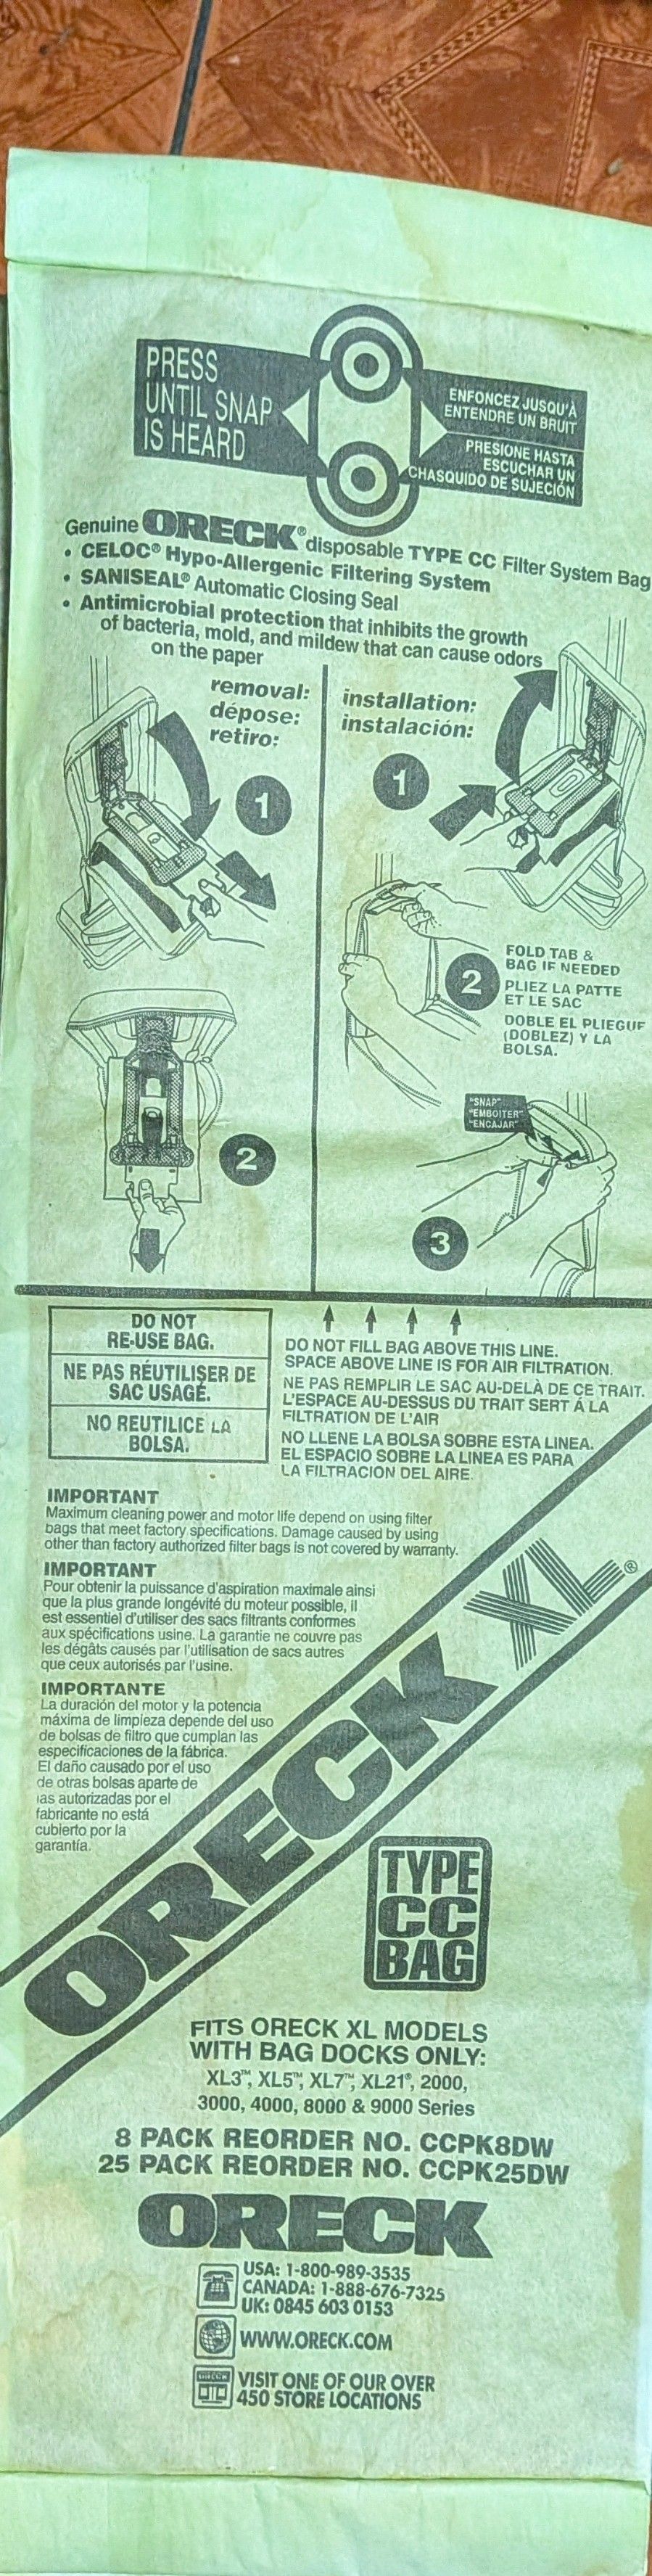 PRESS
UNTIL SNAP
IS HEARD
ENFONCEZ JUSQU'À
ENTENDRE UN BRUIT
PRESIONE HASTA
ESCUCHAR UN
CHASQUIDO DE SUJECIÓN
Genuine ORECK® disposable TYPE CC Filter System Bag
• CELOC® Hypo-Allergenic Filtering System
• SANISEAL® Automatic Closing Seal
• Antimicrobial protection that inhibits the growth
of bacteria, mold, and mildew that can cause odors
on the paper
removal:
dépose:
retiro:
1
2
installation:
instalación:
1
2
FOLD TAB &
BAG IF NEEDED
PLIEZ LA PATTE
ET LE SAC
DOBLE EL PLIEGUE
(DOBLEZ) Y LA
BOLSA.
"SNAP"
"EMBOITER"
"ENCAJAR"
3
DO NOT
RE-USE BAG.
NE PAS RÉUTILISER DE
SAC USAGÉ.
NO REUTILICE LA
BOLSA.
DO NOT FILL BAG ABOVE THIS LINE.
SPACE ABOVE LINE IS FOR AIR FILTRATION.
NE PAS REMPLIR LE SAC AU-DELÀ DE CE TRAIT.
L'ESPACE AU-DESSUS DU TRAIT SERT Á LA
FILTRATION DE L'AIR
NO LLENE LA BOLSA SOBRE ESTA LINEA.
EL ESPACIO SOBRE LA LINEA ES PARA
LA FILTRACION DEL AIRE.
IMPORTANT
Maximum cleaning power and motor life depend on using filter
bags that meet factory specifications. Damage caused by using
other than factory authorized filter bags is not covered by warranty.
IMPORTANT
Pour obtenir la puissance d'aspiration maximale ainsi
que la plus grande longévité du moteur possible, il
est essentiel d'utiliser des sacs filtrants conformes
aux spécifications usine. La garantie ne couvre pas
les dégâts causés par l'utilisation de sacs autres
que ceux autorisés par l'usine.
IMPORTANTE
La duración del motor y la potencia
máxima de limpieza depende del uso
de bolsas de filtro que cumplan las
especificaciones de la fábrica.
El daño causado por el uso
de otras bolsas aparte de
las autorizadas por el
fabricante no está
cubierto por la
garantía.
ORECK XL®
TYPE
CC
BAG
FITS ORECK XL MODELS
WITH BAG DOCKS ONLY:
XL3™, XL5™, XL7™, XL21®, 2000,
3000, 4000, 8000 & 9000 Series
8 PACK REORDER NO. CCPK8DW
25 PACK REORDER NO. CCPK25DW
ORECK
USA: 1-800-989-3535
CANADA: 1-888-676-7325
UK: 0845 603 0153
WWW.ORECK.COM
ORECK
VISIT ONE OF OUR OVER
450 STORE LOCATIONS